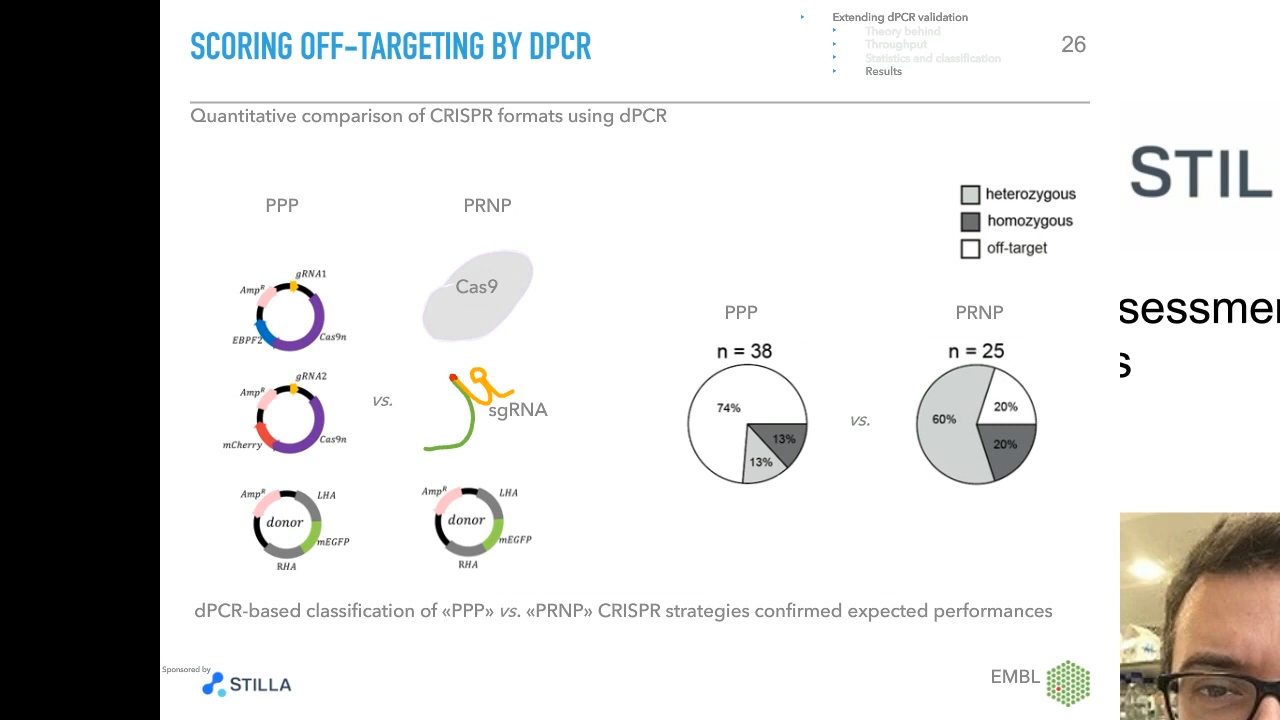 SCORING OFF-TARGETING BY DPCR
Extending dPCR validation
Theory behind
Throughput
Statistics and classification
Results
26
Quantitative comparison of CRISPR formats using dPCR
STIL
sessmen
s
PPP
PRNP
gRNA1
Amp^R
EBPF2
Cas9n
Cas9
gRNA2
Amp^R
mCherry
Cas9n
vs.
sgRNA
Amp^R
LHA
donor
mEGFP
RHA
Amp^R
LHA
donor
mEGFP
RHA
heterozygous
homozygous
off-target
PPP
PRNP
n = 38
n = 25
74%
13%
13%
vs.
60%
20%
20%
dPCR-based classification of «PPP» vs. «PRNP» CRISPR strategies confirmed expected performances
Sponsored by
STILLA
EMBL